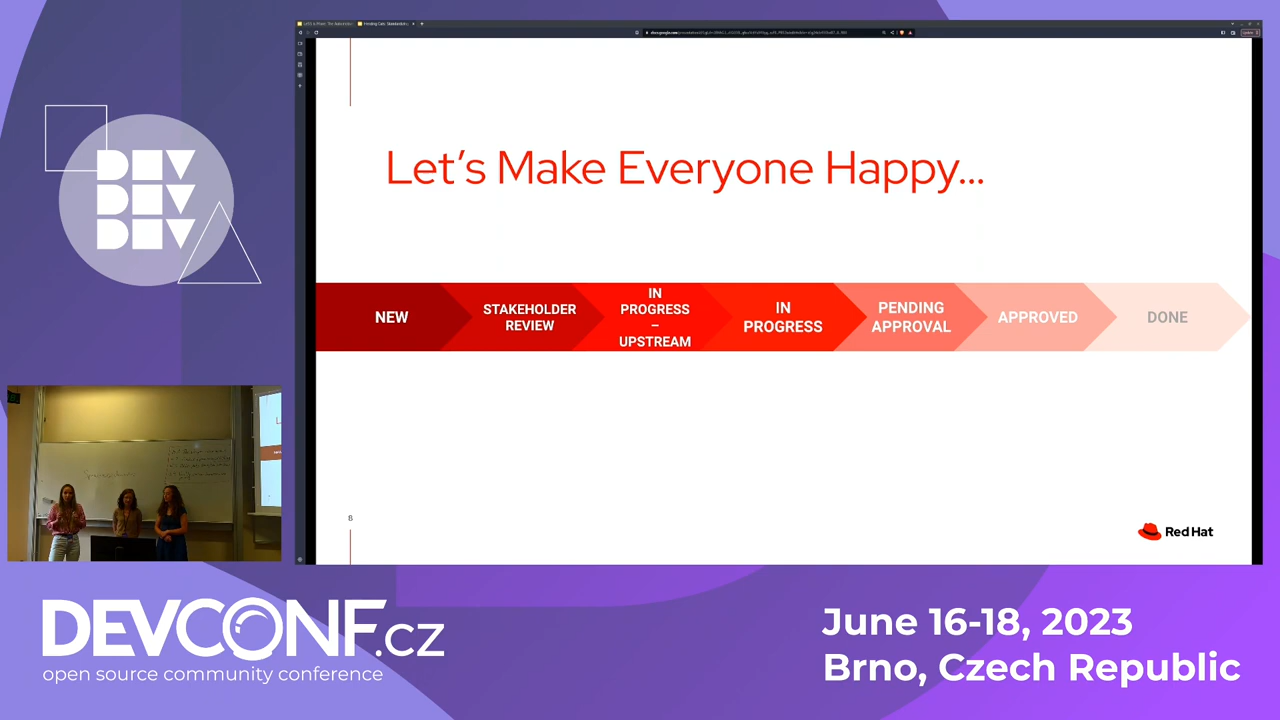 DEV
DEV
DEV
Let's Make Everyone Happy...
NEW
STAKEHOLDER
REVIEW
IN
PROGRESS
–
UPSTREAM
IN
PROGRESS
PENDING
APPROVAL
APPROVED
DONE
8
Red Hat
DEVCONF.cz
open source community conference
June 16-18, 2023
Brno, Czech Republic